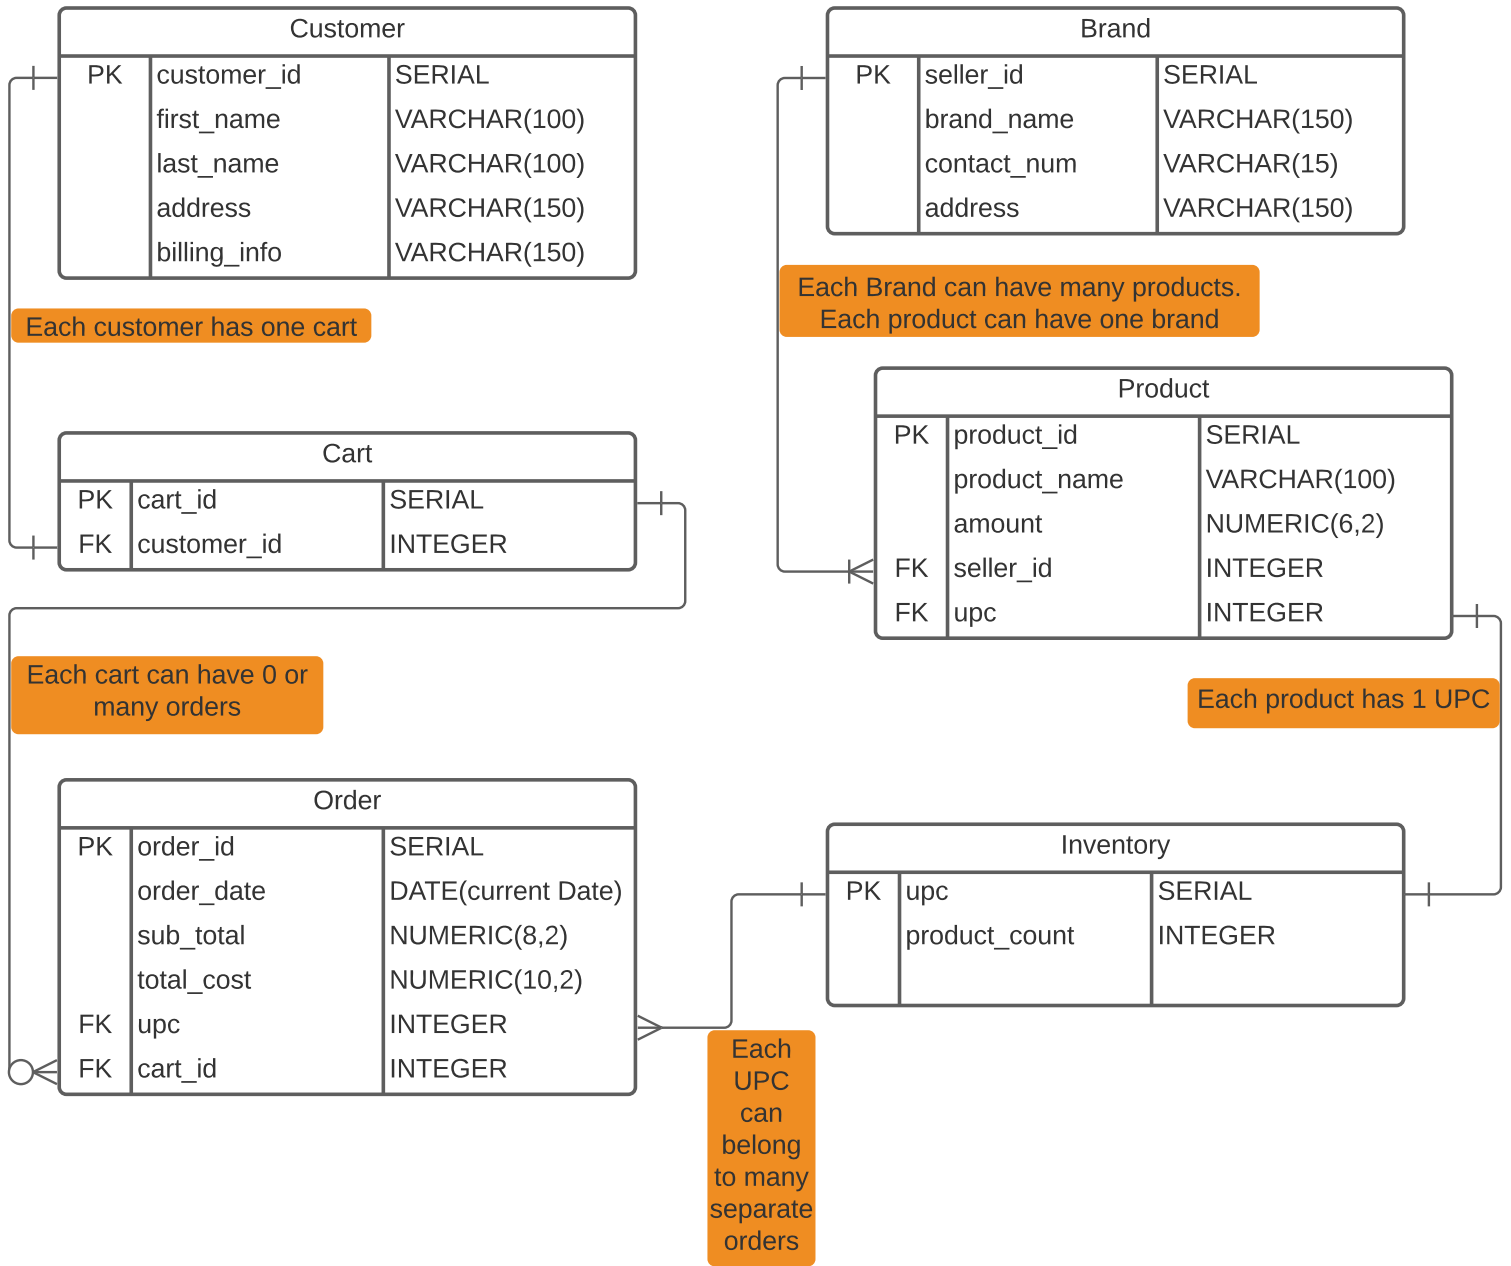 Customer
PK customer_id SERIAL
first_name VARCHAR(100)
last_name VARCHAR(100)
address VARCHAR(150)
billing_info VARCHAR(150)
Each customer has one cart
Cart
PK cart_id SERIAL
FK customer_id INTEGER
Each cart can have 0 or
many orders
Order
PK order_id SERIAL
order_date DATE(current Date)
sub_total NUMERIC(8,2)
total_cost NUMERIC(10,2)
FK upc INTEGER
FK cart_id INTEGER
Brand
PK seller_id SERIAL
brand_name VARCHAR(150)
contact_num VARCHAR(15)
address VARCHAR(150)
Each Brand can have many products.
Each product can have one brand
Product
PK product_id SERIAL
product_name VARCHAR(100)
amount NUMERIC(6,2)
FK seller_id INTEGER
FK upc INTEGER
Each product has 1 UPC
Inventory
PK upc SERIAL
product_count INTEGER
Each
UPC
can
belong
to many
separate
orders